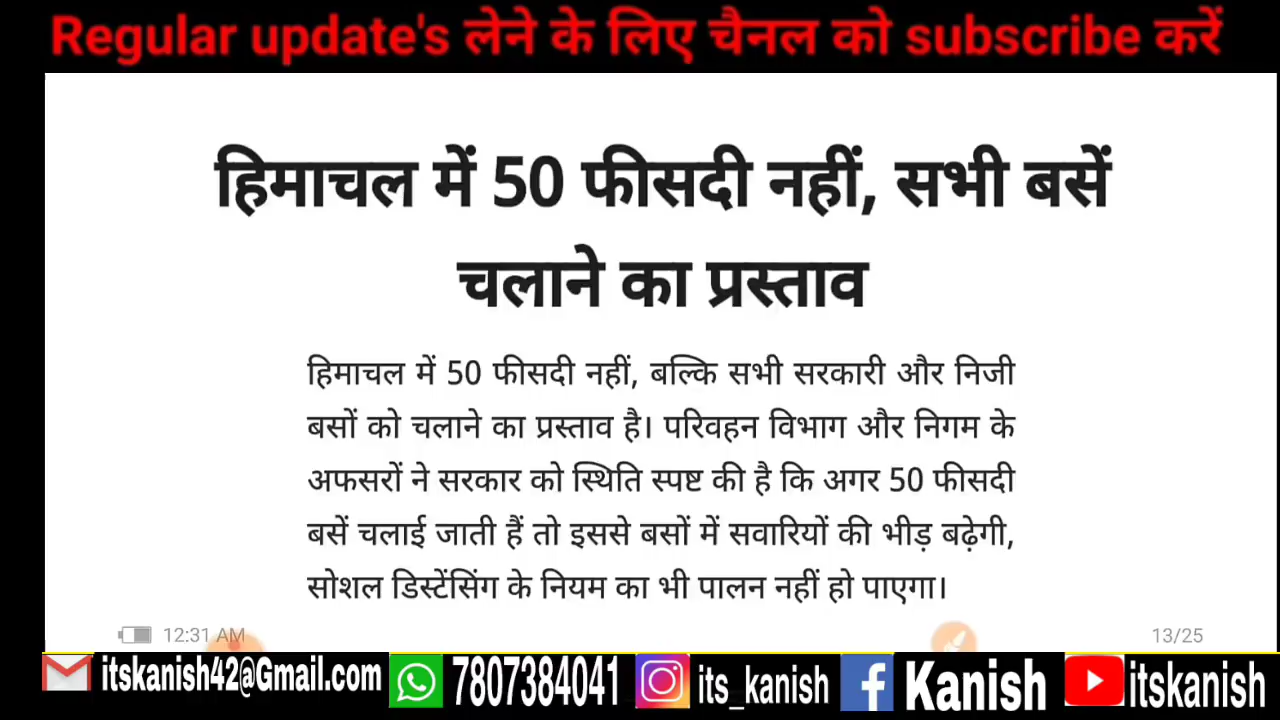 Regular update's लेने के लिए चैनल को subscribe करें
हिमाचल में 50 फीसदी नहीं, सभी बसें
चलाने का प्रस्ताव
हिमाचल में 50 फीसदी नहीं, बल्कि सभी सरकारी और निजी
बसों को चलाने का प्रस्ताव है। परिवहन विभाग और निगम के
अफसरों ने सरकार को स्थिति स्पष्ट की है कि अगर 50 फीसदी
बसें चलाई जाती हैं तो इससे बसों में सवारियों की भीड़ बढ़ेगी,
सोशल डिस्टेंसिंग के नियम का भी पालन नहीं हो पाएगा।
12:31 AM 13/25
itskanish42@Gmail.com 7807384041 its_kanish Kanish itskanish